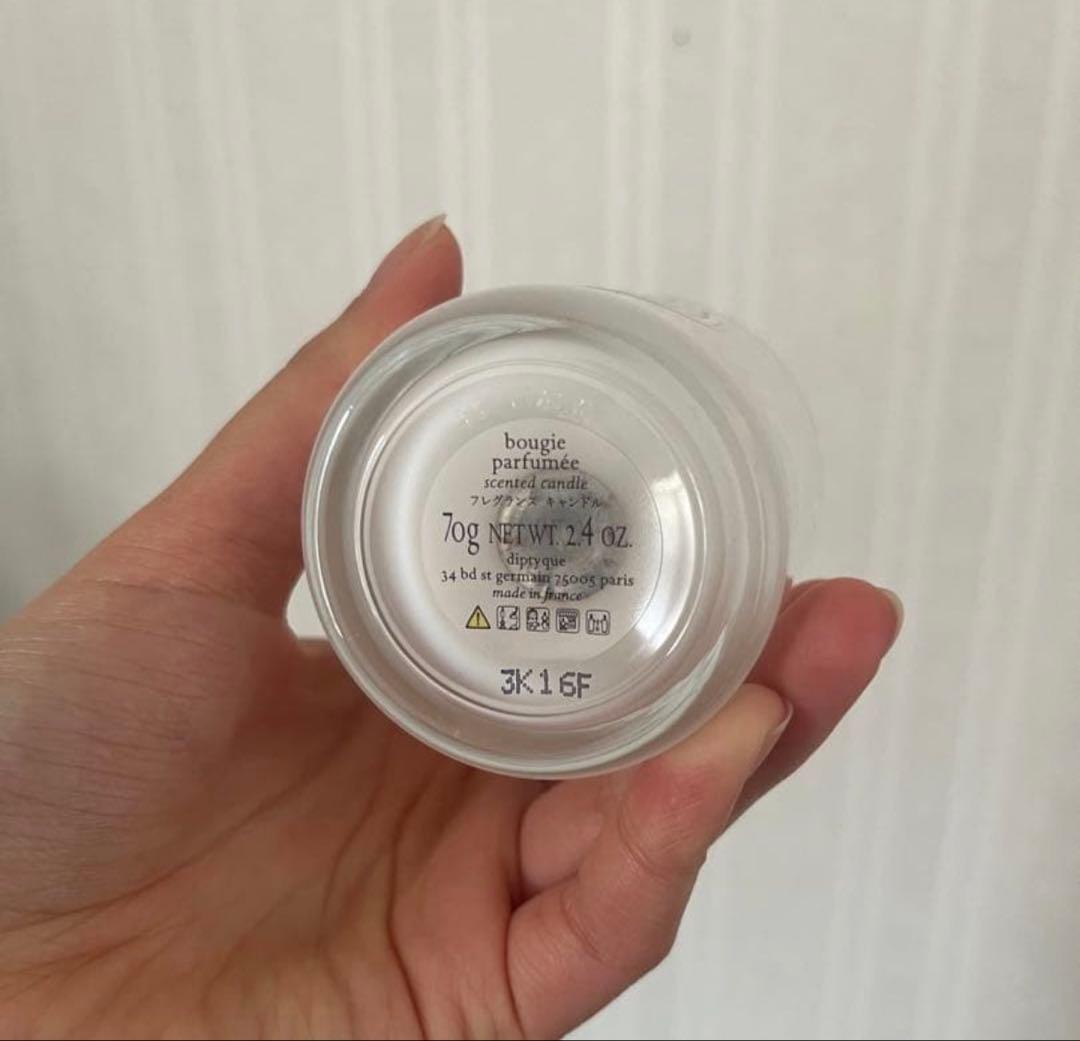 bougie
parfumée
scented candle
フレグランス キャンドル
70g NET WT. 2.4 OZ.
diptyque
34 bd st germain 75005 paris
made in france
3K16F